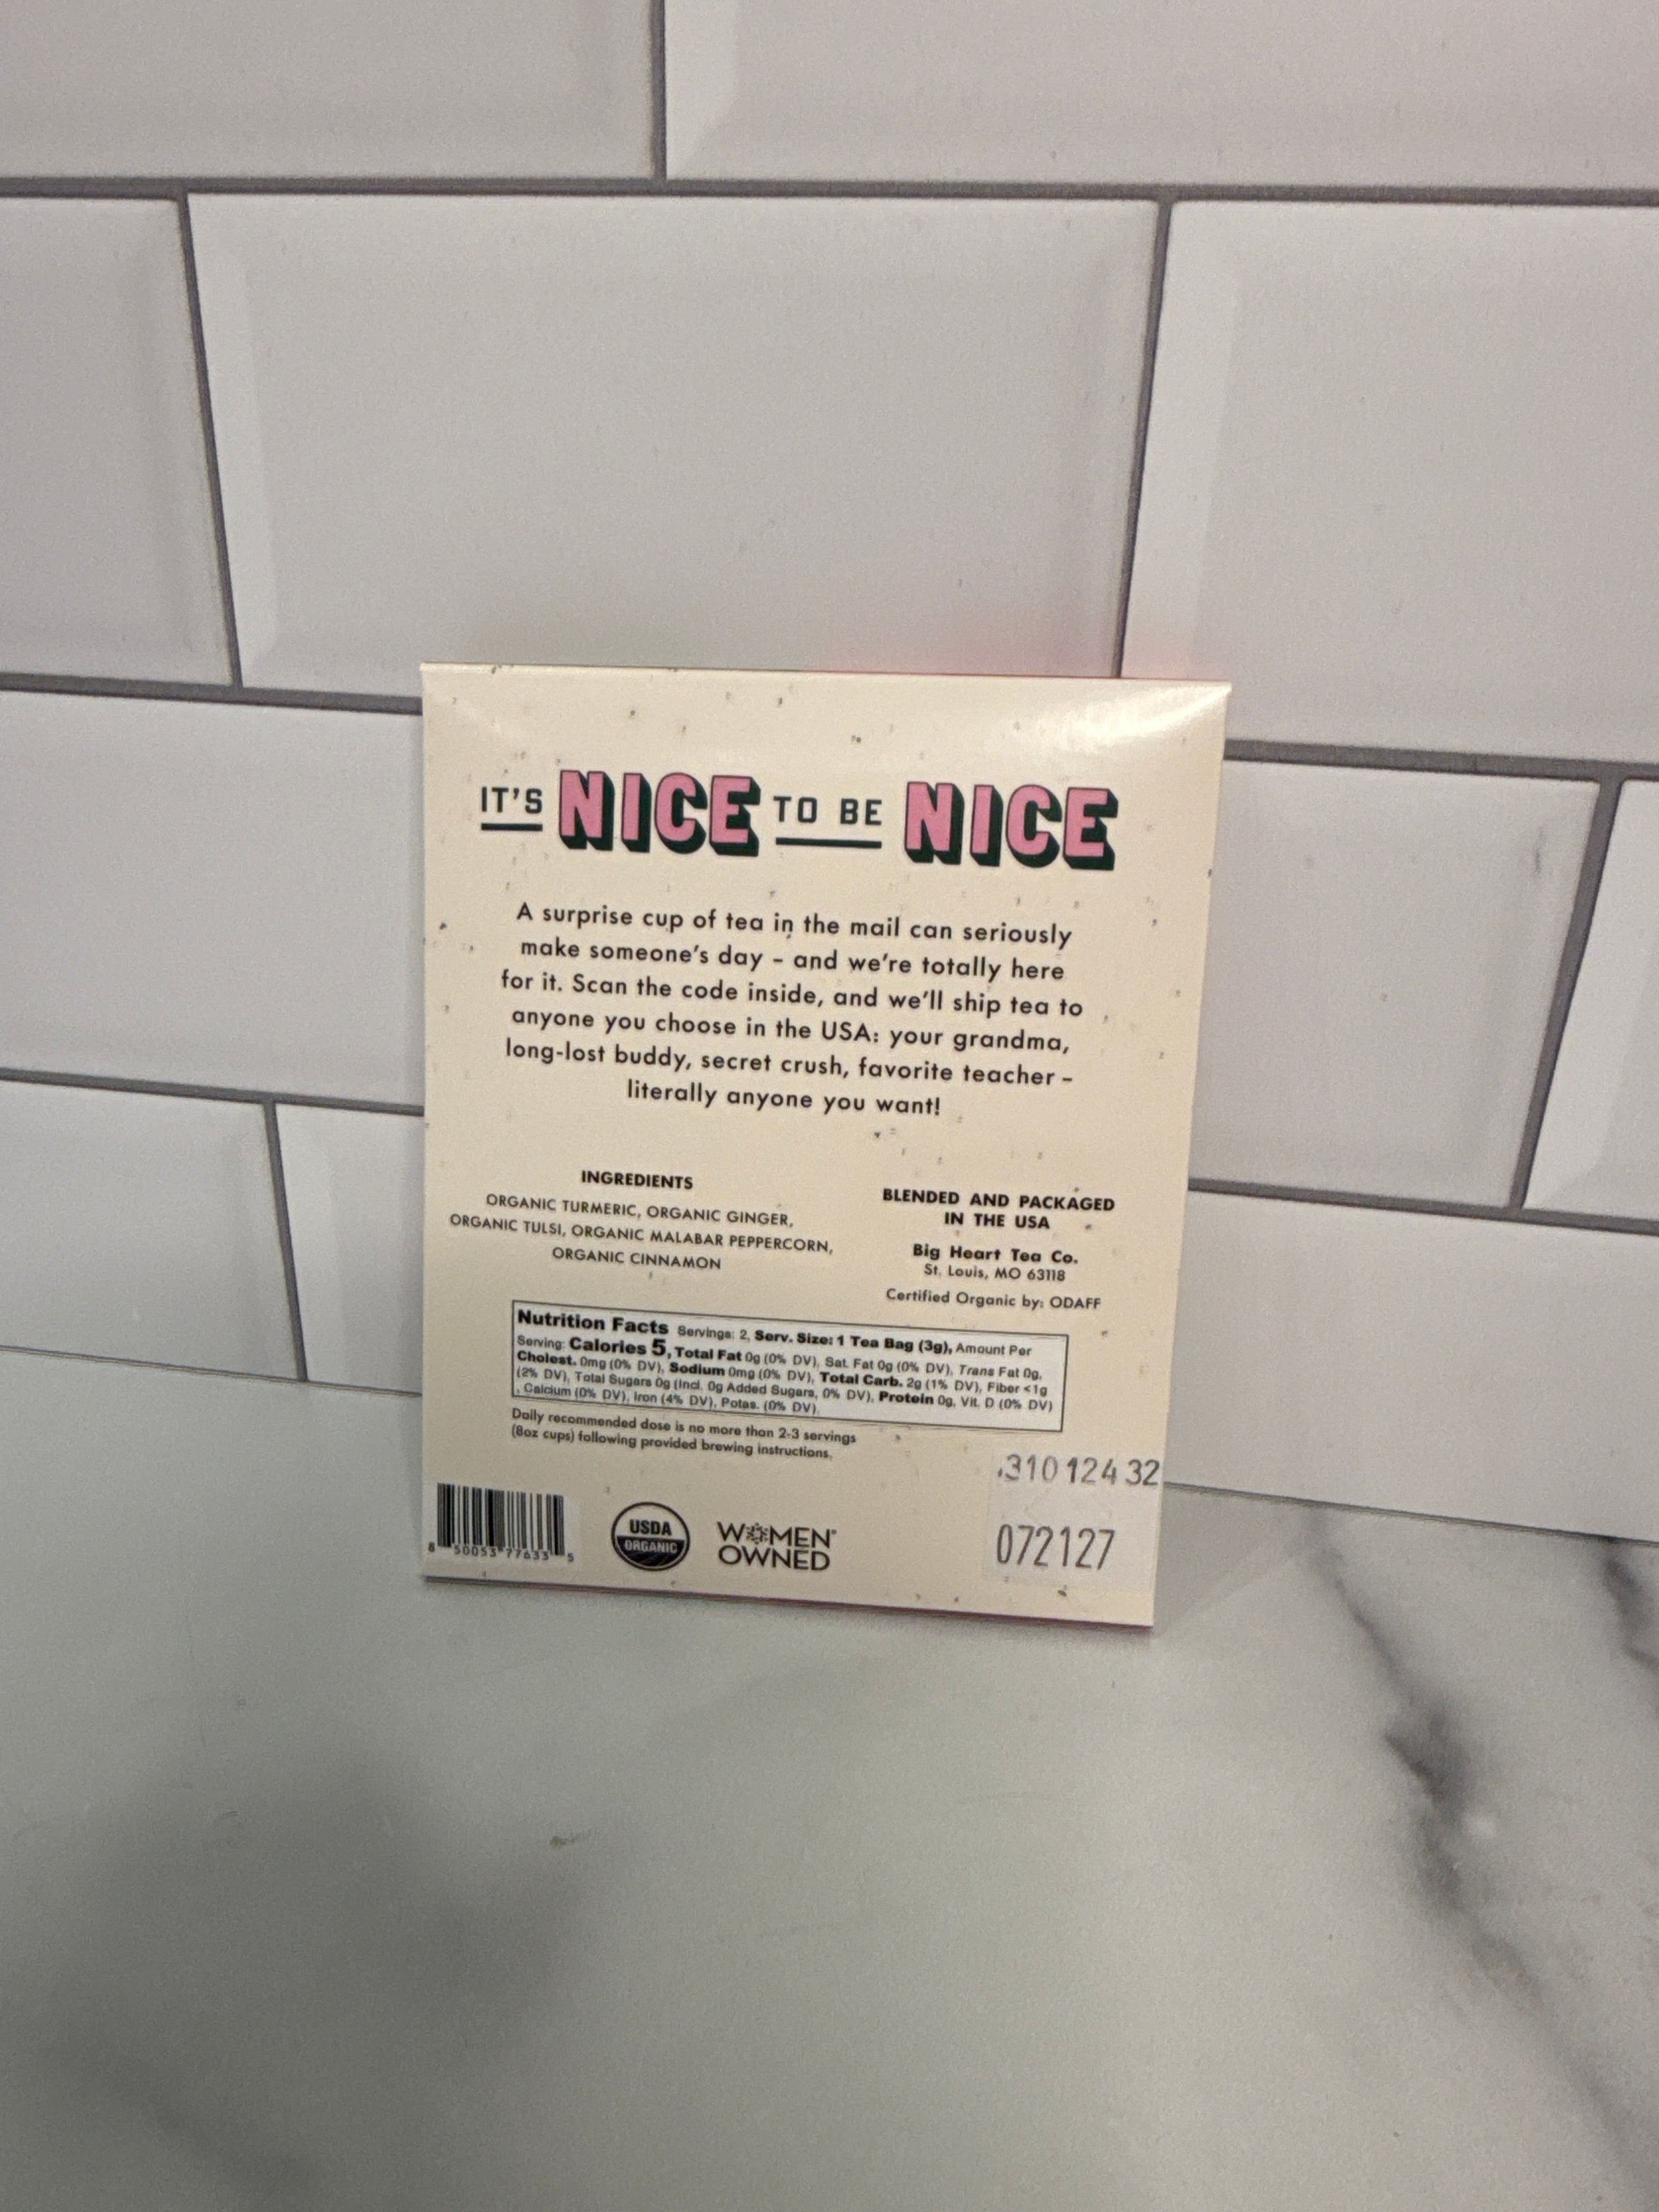 IT'S NICE TO BE NICE
A surprise cup of tea in the mail can seriously
make someone's day – and we're totally here
for it. Scan the code inside, and we'll ship tea to
anyone you choose in the USA: your grandma,
long-lost buddy, secret crush, favorite teacher –
literally anyone you want!
INGREDIENTS
ORGANIC TURMERIC, ORGANIC GINGER,
ORGANIC TULSI, ORGANIC MALABAR PEPPERCORN,
ORGANIC CINNAMON
BLENDED AND PACKAGED
IN THE USA
Big Heart Tea Co.
St. Louis, MO 63118
Certified Organic by: ODAFF
Nutrition Facts Servings: 2, Serv. Size: 1 Tea Bag (3g), Amount Per
Serving: Calories 5, Total Fat 0g (0% DV), Sat. Fat 0g (0% DV), Trans Fat 0g,
Cholest. 0mg (0% DV), Sodium 0mg (0% DV), Total Carb. 2g (1% DV), Fiber <1g
(2% DV), Total Sugars 0g (Incl. 0g Added Sugars, 0% DV), Protein 0g, Vit. D (0% DV)
, Calcium (0% DV), Iron (4% DV), Potas. (0% DV)
Daily recommended dose is no more than 2-3 servings
(8oz cups) following provided brewing instructions.
310 124 32
072127
8 50053 77633 5
USDA
ORGANIC
WOMEN
OWNED